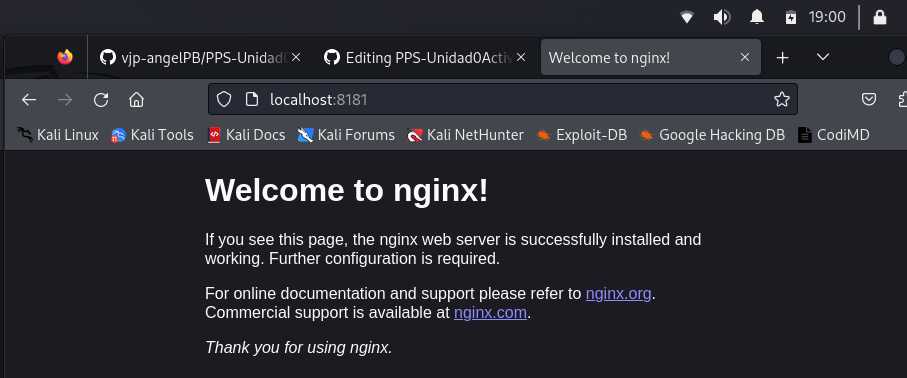 19:00
vjp-angelPB/PPS-Unidad0
Editing PPS-Unidad0Activ
Welcome to nginx!
localhost:8181
Kali Linux Kali Tools Kali Docs Kali Forums Kali NetHunter Exploit-DB Google Hacking DB CodiMD
Welcome to nginx!
If you see this page, the nginx web server is successfully installed and
working. Further configuration is required.
For online documentation and support please refer to nginx.org.
Commercial support is available at nginx.com.
Thank you for using nginx.